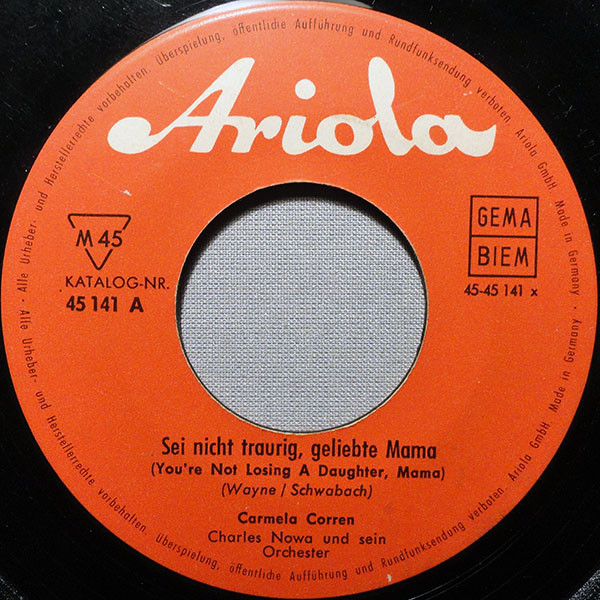 Alle Urheber- und Herstellerrechte vorbehalten. Überspielung, öffentliche Aufführung und Rundfunksendung verboten. Ariola GmbH. Made in Germany.
Ariola
M 45
KATALOG-NR.
45 141 A
GEMA
BIEM
45-45 141 x
Sei nicht traurig, geliebte Mama
(You're Not Losing A Daughter, Mama)
(Wayne / Schwabach)
Carmela Corren
Charles Nowa und sein
Orchester
Alle Urheber- und Herstellerrechte vorbehalten. Überspielung, öffentliche Aufführung und Rundfunksendung verboten. Ariola GmbH. Made in Germany